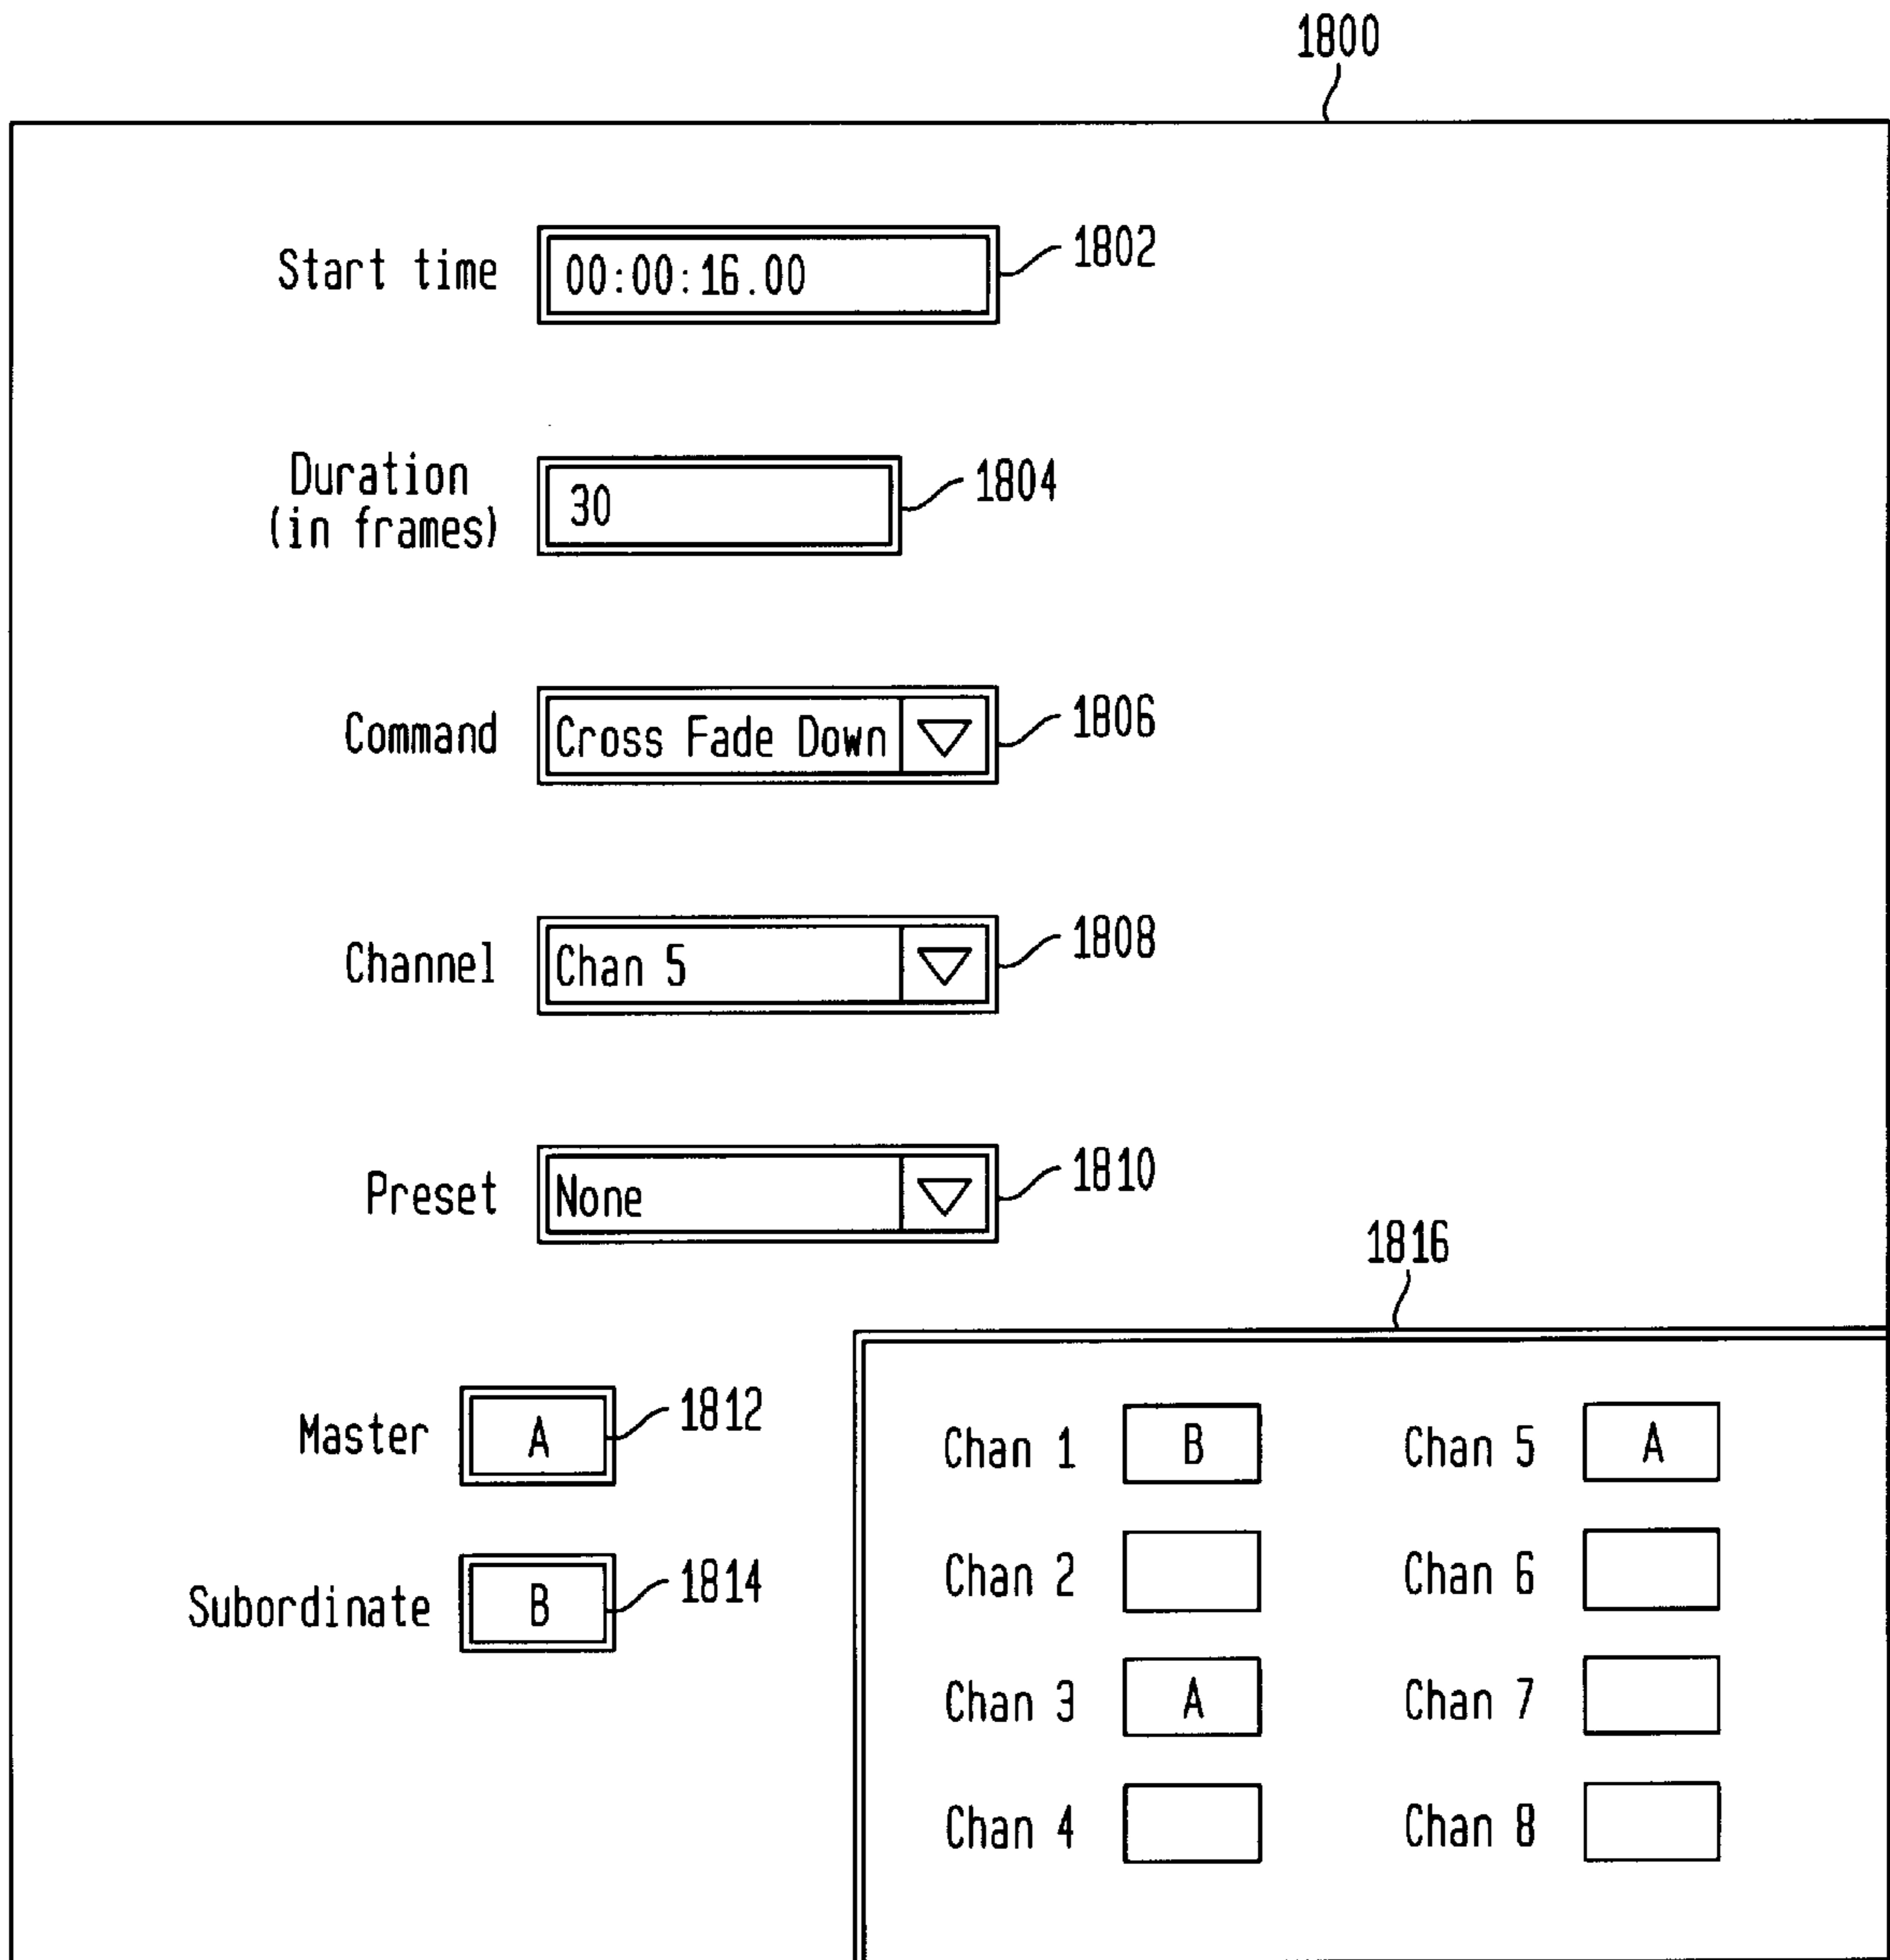 1800
Start time 00:00:16.00 1802
Duration
(in frames) 30 1804
Command Cross Fade Down 1806
Channel Chan 5 1808
Preset None 1810
1816
Master A 1812
Subordinate B 1814
Chan 1 B Chan 5 A
Chan 2 Chan 6
Chan 3 A Chan 7
Chan 4 Chan 8